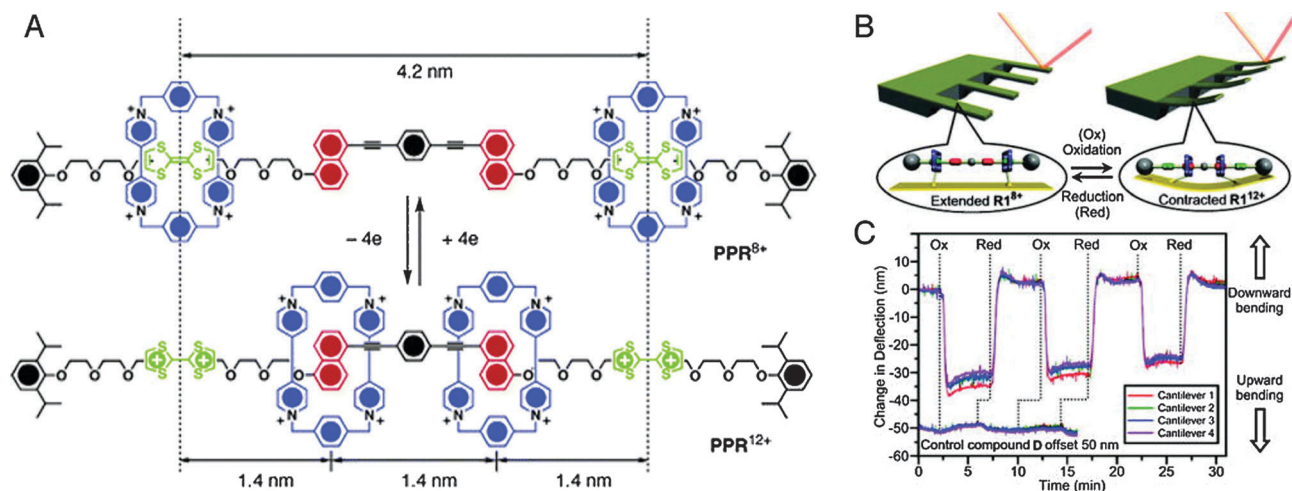 A
4.2 nm
N+ +N
S S
O O O O O O
S S
N+ +N
– 4e + 4e
PPR8+
+N N+ +N N+
S S
O O O O O O
S S
+N N+ +N N+
PPR12+
1.4 nm 1.4 nm 1.4 nm
B
(Ox)
Oxidation
Reduction
(Red)
Extended R18+
Contracted R112+
C
Ox Red Ox Red Ox Red
Change in Deflection (nm)
20
10
0
-10
-20
-30
-40
-50
-60
Cantilever 1
Cantilever 2
Cantilever 3
Cantilever 4
Control compound D offset 50 nm
0 5 10 15 20 25 30
Time (min)
Downward
bending
Upward
bending